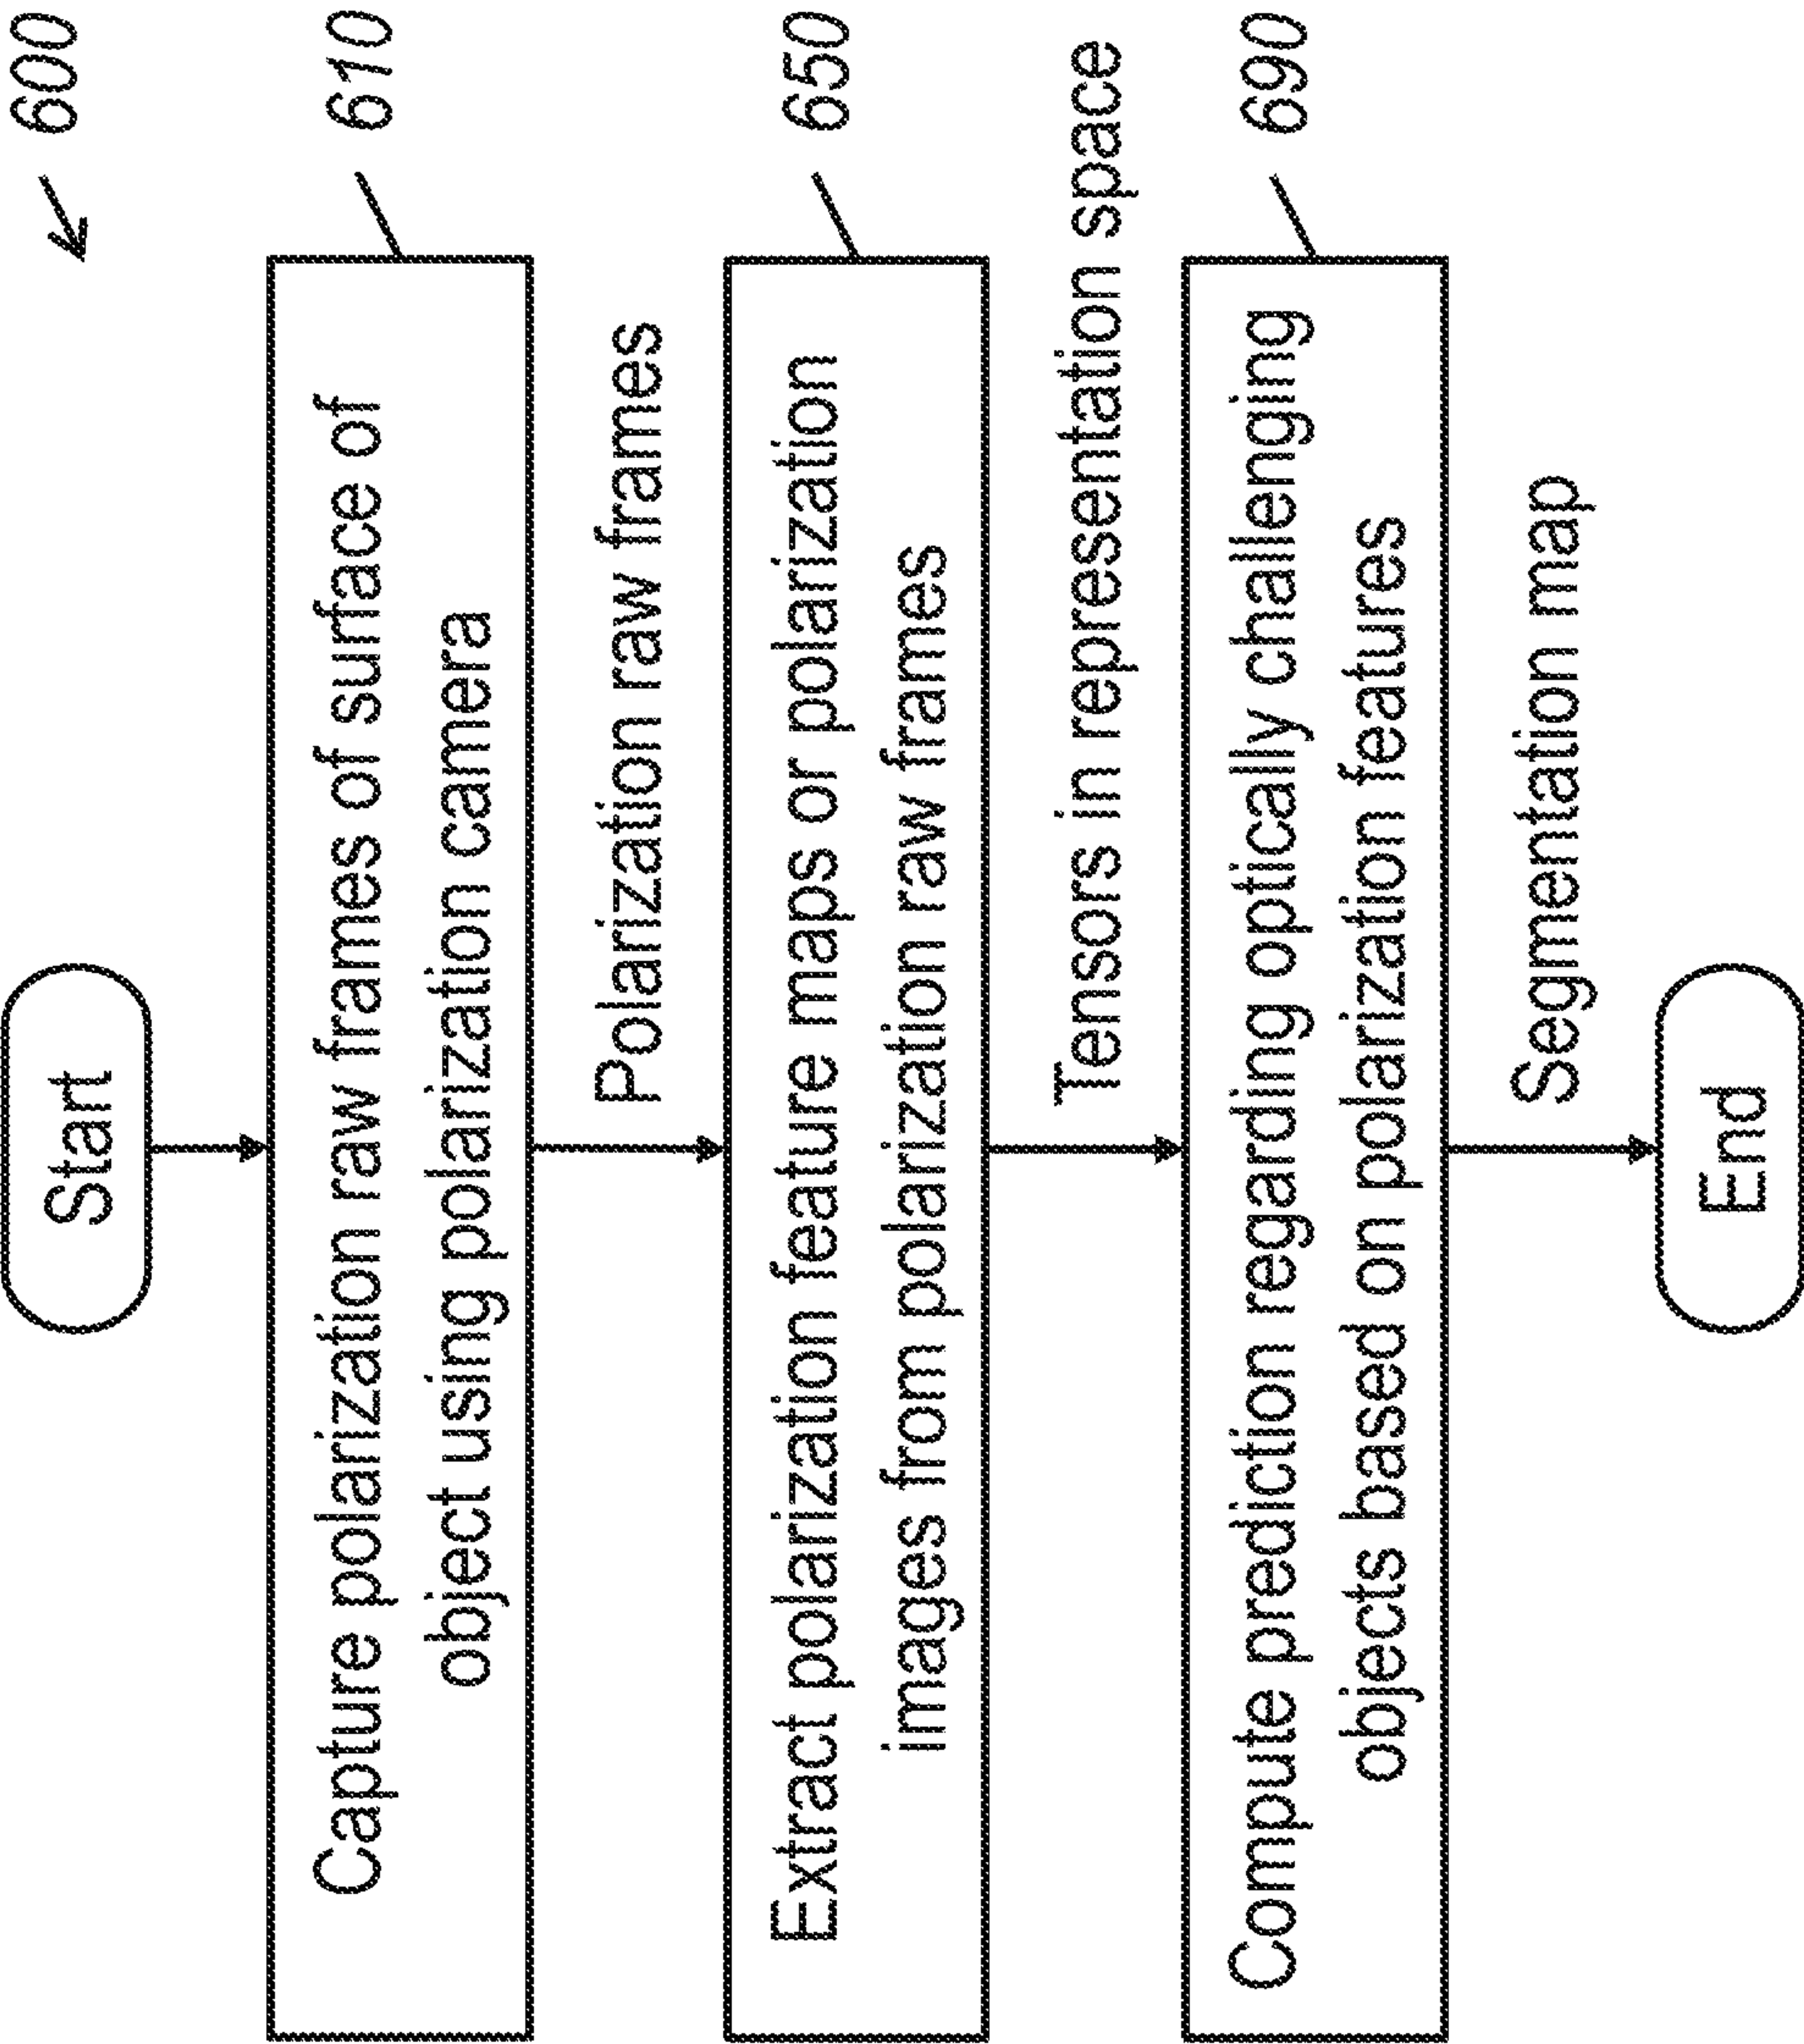 600
Start
Capture polarization raw frames of surface of
object using polarization camera
610
Polarization raw frames
Extract polarization feature maps or polarization
images from polarization raw frames
650
Tensors in representation space
Compute prediction regarding optically challenging
objects based on polarization features
690
Segmentation map
End